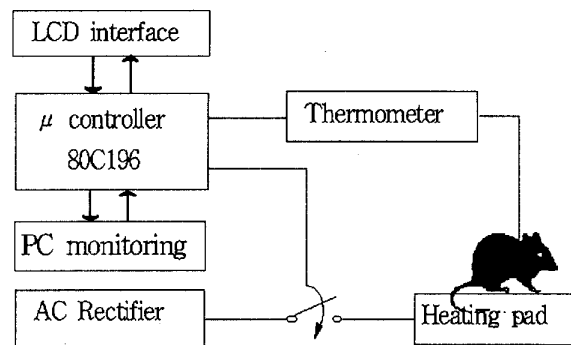 LCD interface
μ controller
80C196
Thermometer
PC monitoring
AC Rectifier
Heating pad